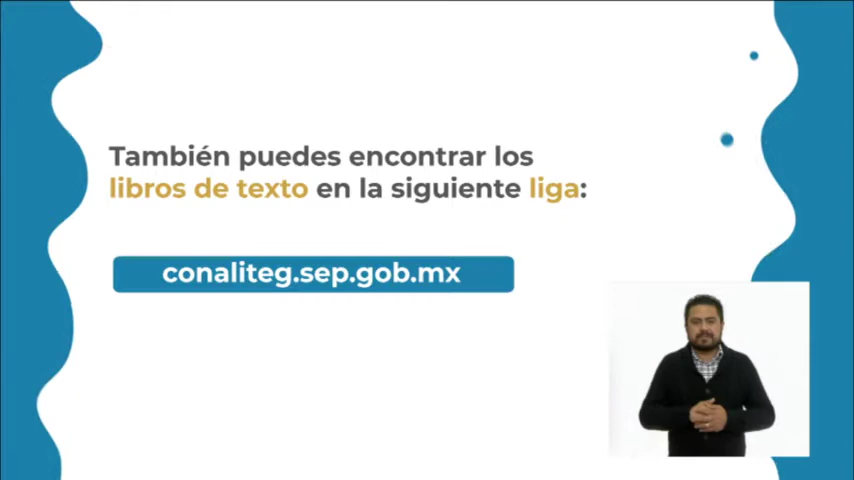 También puedes encontrar los
libros de texto en la siguiente liga:
conaliteg.sep.gob.mx